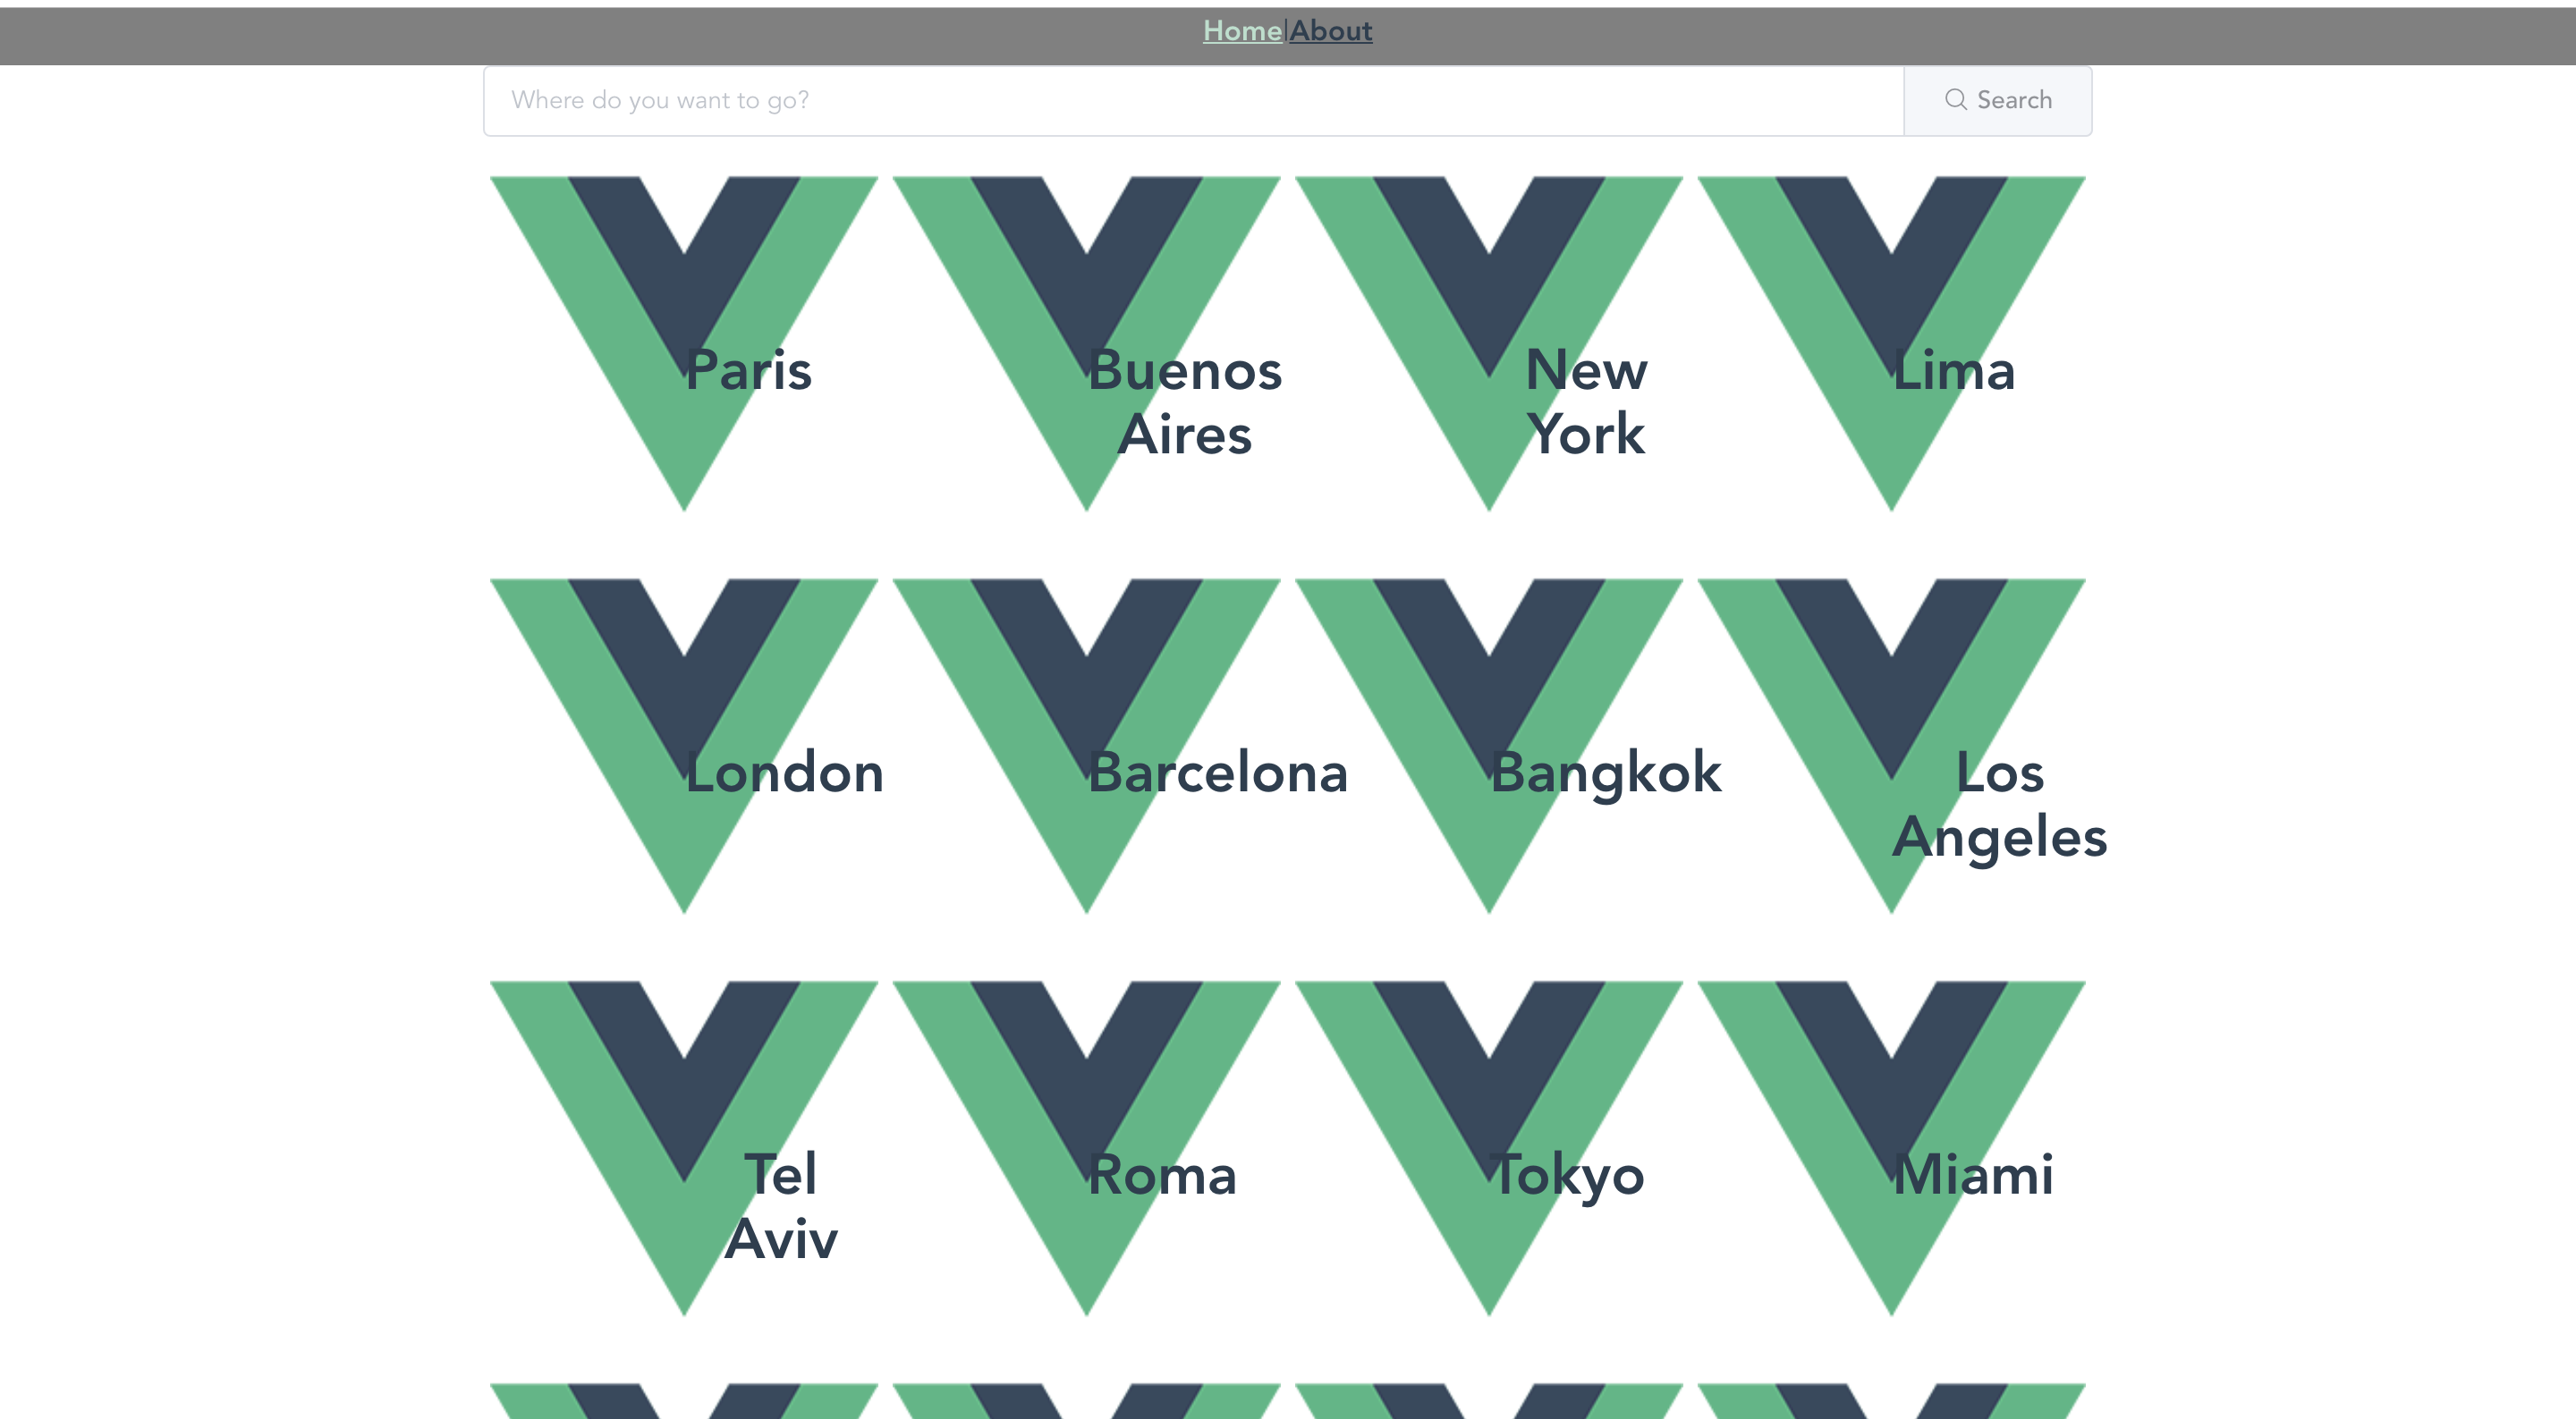 Home|About
Where do you want to go?
Search
Paris
Buenos
Aires
New
York
Lima
London
Barcelona
Bangkok
Los
Angeles
Tel
Aviv
Roma
Tokyo
Miami